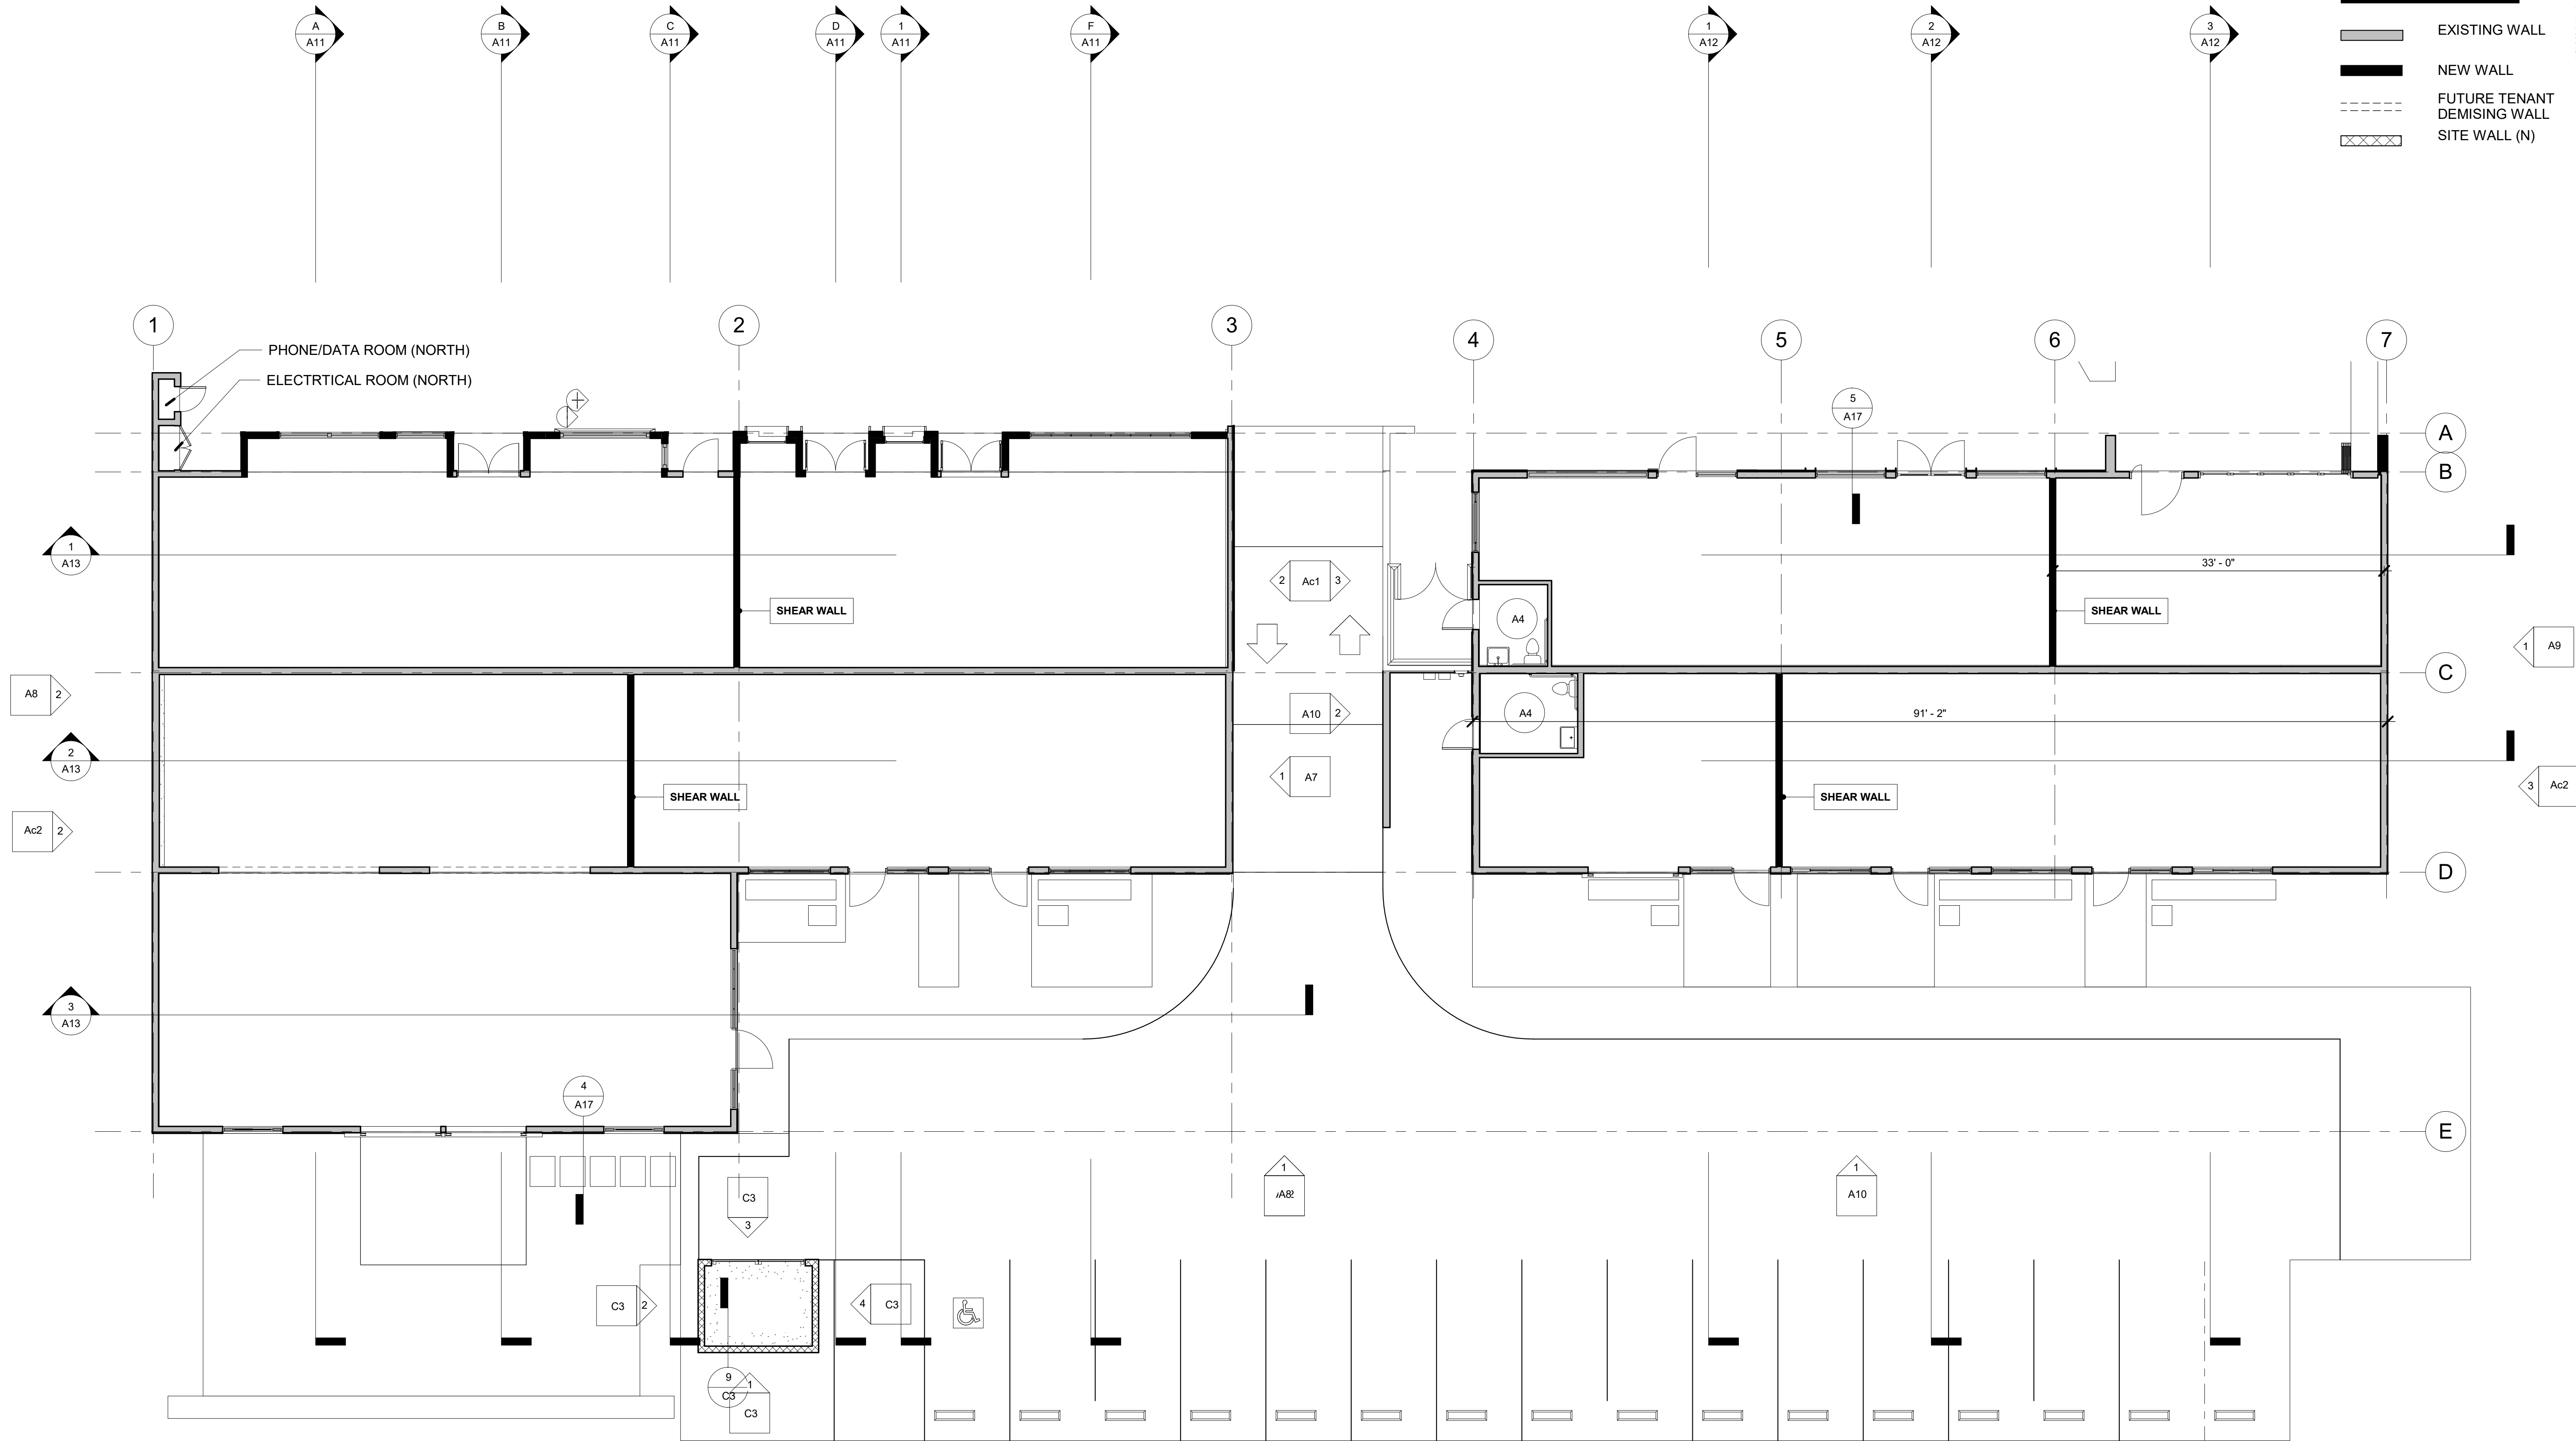 A
A11
B
A11
C
A11
D
A11
1
A11
F
A11
1
A12
2
A12
3
A12
EXISTING WALL
NEW WALL
FUTURE TENANT
DEMISING WALL
SITE WALL (N)
1
2
3
4
5
6
7
PHONE/DATA ROOM (NORTH)
ELECTRTICAL ROOM (NORTH)
5
A17
A
B
1
A13
2 Ac1 3
33' - 0"
SHEAR WALL
A4
SHEAR WALL
1 A9
C
A8 2
A10 2
A4
91' - 2"
2
A13
1 A7
3 Ac2
SHEAR WALL
SHEAR WALL
Ac2 2
D
3
A13
4
A17
E
1
1
A10
C3
3
C3 2
4 C3
9
C3
1
C3